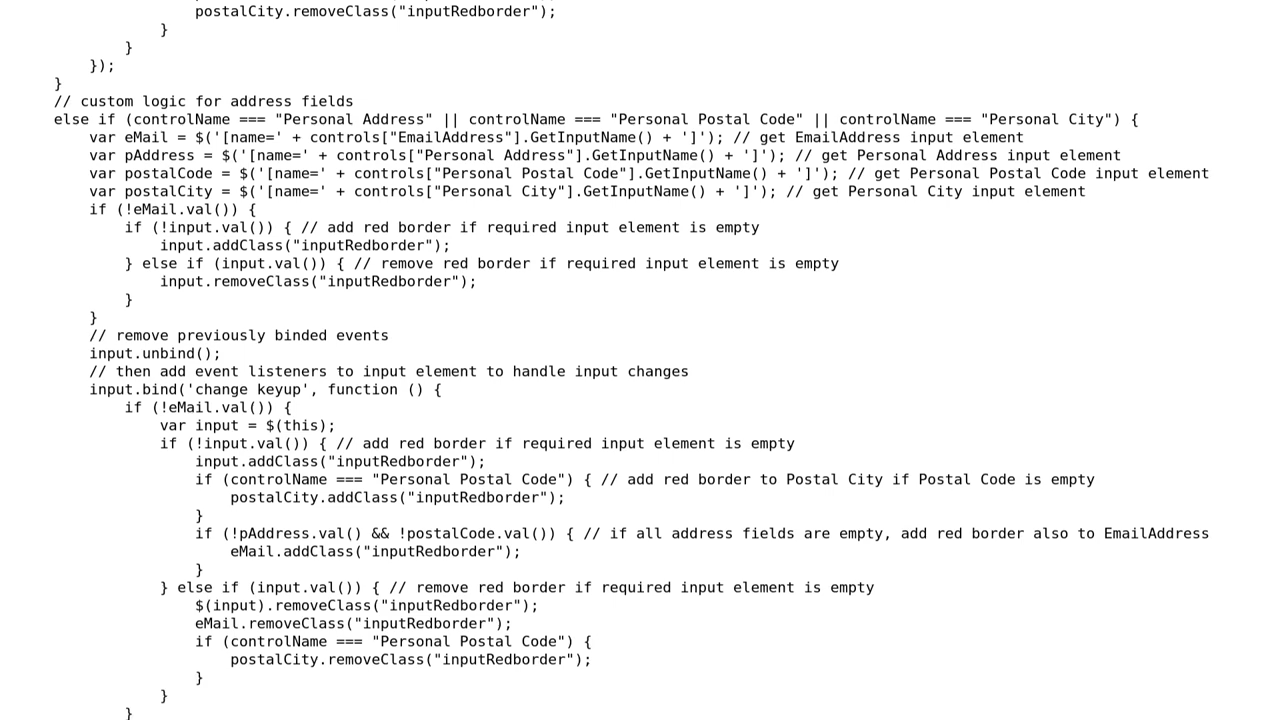 postalCity.removeClass("inputRedborder");
}
}
});
}
// custom logic for address fields
else if (controlName === "Personal Address" || controlName === "Personal Postal Code" || controlName === "Personal City") {
var eMail = $('[name=' + controls["EmailAddress"].GetInputName() + ']'); // get EmailAddress input element
var pAddress = $('[name=' + controls["Personal Address"].GetInputName() + ']'); // get Personal Address input element
var postalCode = $('[name=' + controls["Personal Postal Code"].GetInputName() + ']'); // get Personal Postal Code input element
var postalCity = $('[name=' + controls["Personal City"].GetInputName() + ']'); // get Personal City input element
if (!eMail.val()) {
if (!input.val()) { // add red border if required input element is empty
input.addClass("inputRedborder");
} else if (input.val()) { // remove red border if required input element is empty
input.removeClass("inputRedborder");
}
}
// remove previously binded events
input.unbind();
// then add event listeners to input element to handle input changes
input.bind('change keyup', function () {
if (!eMail.val()) {
var input = $(this);
if (!input.val()) { // add red border if required input element is empty
input.addClass("inputRedborder");
if (controlName === "Personal Postal Code") { // add red border to Postal City if Postal Code is empty
postalCity.addClass("inputRedborder");
}
if (!pAddress.val() && !postalCode.val()) { // if all address fields are empty, add red border also to EmailAddress
eMail.addClass("inputRedborder");
}
} else if (input.val()) { // remove red border if required input element is empty
$(input).removeClass("inputRedborder");
eMail.removeClass("inputRedborder");
if (controlName === "Personal Postal Code") {
postalCity.removeClass("inputRedborder");
}
}
}